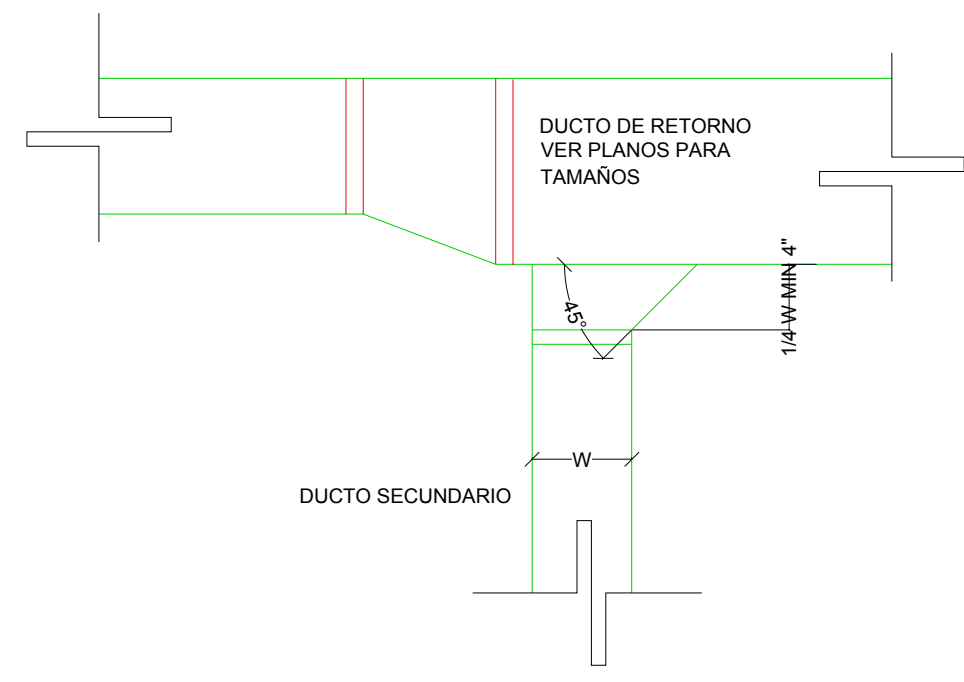 DUCTO DE RETORNO
VER PLANOS PARA
TAMAÑOS
1/4 W MIN 4"
45°
W
DUCTO SECUNDARIO